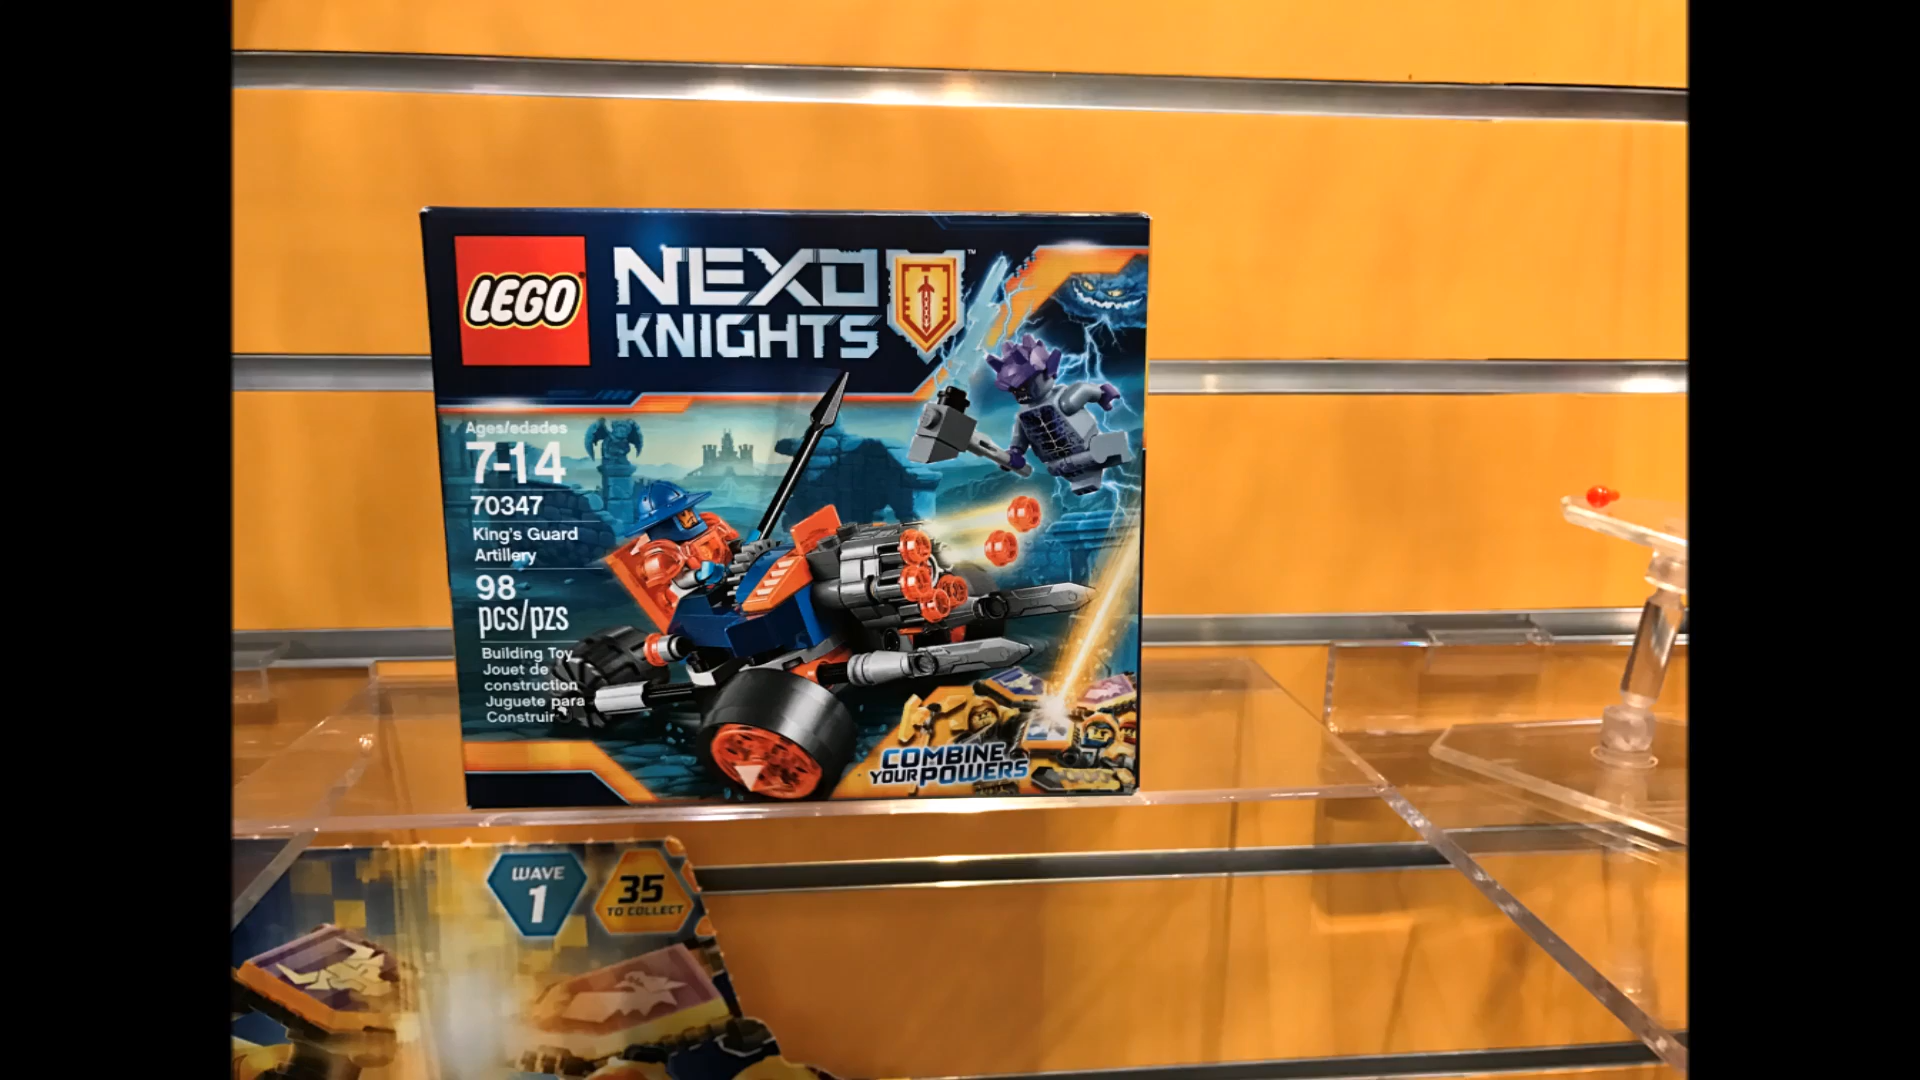 LEGO
NEXO
KNIGHTS
Ages/edades
7-14
70347
King's Guard
Artillery
98
pcs/pzs
Building Toy
Jouet de
construction
Juguete para
Construir
COMBINE
YOUR POWERS
WAVE
1
35
TO COLLECT